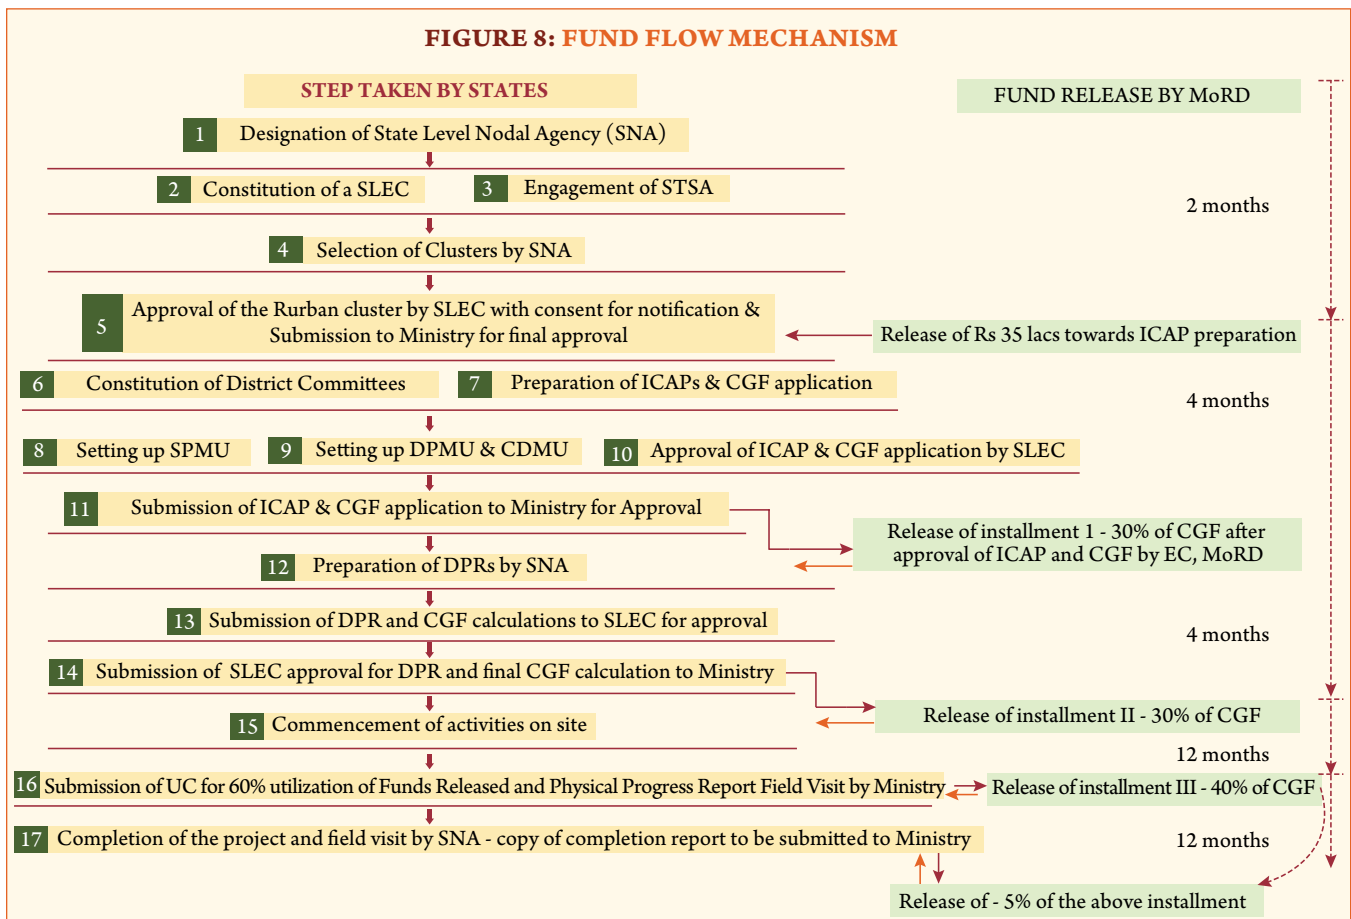 FIGURE 8: FUND FLOW MECHANISM
STEP TAKEN BY STATES
FUND RELEASE BY MoRD
1 Designation of State Level Nodal Agency (SNA)
2 Constitution of a SLEC
3 Engagement of STSA
2 months
4 Selection of Clusters by SNA
5 Approval of the Rurban cluster by SLEC with consent for notification &
Submission to Ministry for final approval
Release of Rs 35 lacs towards ICAP preparation
6 Constitution of District Committees
7 Preparation of ICAPs & CGF application
4 months
8 Setting up SPMU
9 Setting up DPMU & CDMU
10 Approval of ICAP & CGF application by SLEC
11 Submission of ICAP & CGF application to Ministry for Approval
Release of installment 1 - 30% of CGF after
approval of ICAP and CGF by EC, MoRD
12 Preparation of DPRs by SNA
13 Submission of DPR and CGF calculations to SLEC for approval
4 months
14 Submission of SLEC approval for DPR and final CGF calculation to Ministry
Release of installment II - 30% of CGF
15 Commencement of activities on site
12 months
16 Submission of UC for 60% utilization of Funds Released and Physical Progress Report Field Visit by Ministry
Release of installment III - 40% of CGF
17 Completion of the project and field visit by SNA - copy of completion report to be submitted to Ministry
12 months
Release of - 5% of the above installment